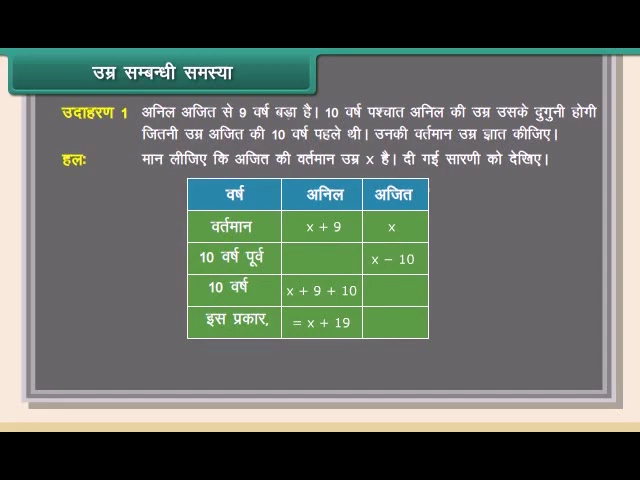 उम्र सम्बन्धी समस्या
उदाहरण 1 अनिल अजित से 9 वर्ष बड़ा है। 10 वर्ष पश्चात अनिल की उम्र उसके दुगुनी होगी
जितनी उम्र अजित की 10 वर्ष पहले थी। उनकी वर्तमान उम्र ज्ञात कीजिए।
हलः मान लीजिए कि अजित की वर्तमान उम्र x है। दी गई सारणी को देखिए।
वर्ष अनिल अजित
वर्तमान x + 9 x
10 वर्ष पूर्व x − 10
10 वर्ष x + 9 + 10
इस प्रकार, = x + 19